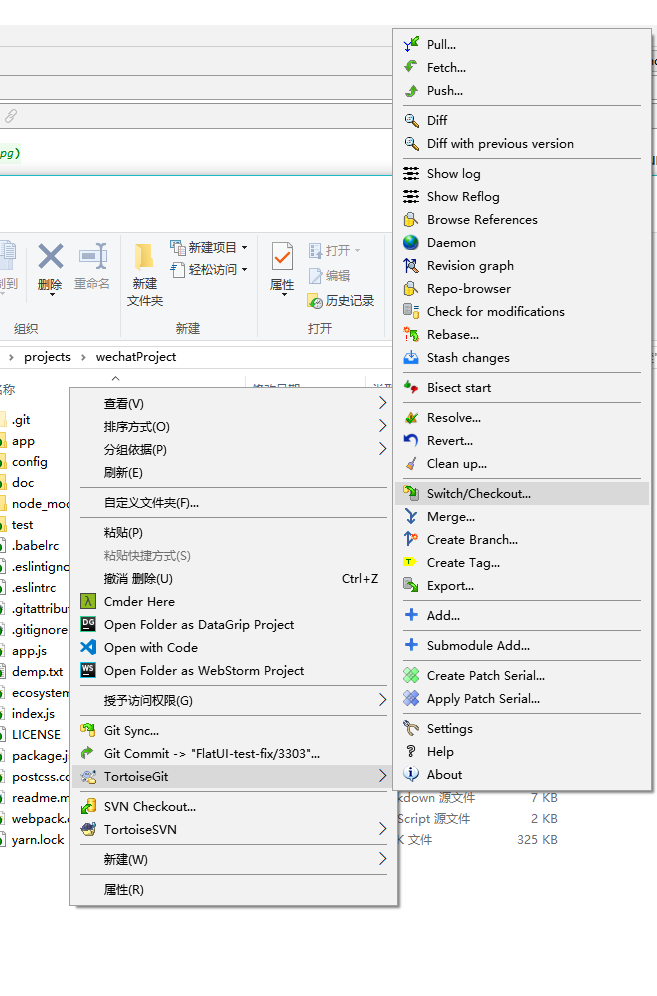 pg)
删除
重命名
组织
新建
文件夹
新建项目
轻松访问
新建
属性
打开
编辑
历史记录
打开
projects
wechatProject
.git
app
config
doc
node_mod
test
.babelrc
.eslintigno
.eslintrc
.gitattribut
.gitignore
app.js
demp.txt
ecosystem
index.js
LICENSE
package.j
postcss.co
readme.m
webpack.c
yarn.lock
kdown 源文件 7 KB
Script 源文件 2 KB
K 文件 325 KB
查看(V)
排序方式(O)
分组依据(P)
刷新(E)
自定义文件夹(F)...
粘贴(P)
粘贴快捷方式(S)
撤消 删除(U) Ctrl+Z
Cmder Here
Open Folder as DataGrip Project
Open with Code
Open Folder as WebStorm Project
授予访问权限(G)
Git Sync...
Git Commit -> "FlatUI-test-fix/3303"...
TortoiseGit
SVN Checkout...
TortoiseSVN
新建(W)
属性(R)
Pull...
Fetch...
Push...
Diff
Diff with previous version
Show log
Show Reflog
Browse References
Daemon
Revision graph
Repo-browser
Check for modifications
Rebase...
Stash changes
Bisect start
Resolve...
Revert...
Clean up...
Switch/Checkout...
Merge...
Create Branch...
Create Tag...
Export...
Add...
Submodule Add...
Create Patch Serial...
Apply Patch Serial...
Settings
Help
About